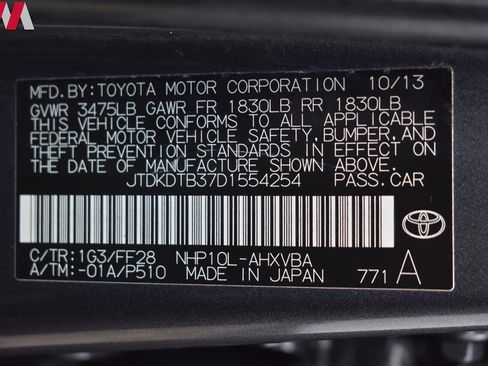 MFD.BY:TOYOTA MOTOR CORPORATION 10/13
GVWR 3475LB GAWR FR 1830LB RR 1830LB
THIS VEHICLE CONFORMS TO ALL APPLICABLE
FEDERAL MOTOR VEHICLE SAFETY, BUMPER, AND
THEFT PREVENTION STANDARDS IN EFFECT ON
THE DATE OF MANUFACTURE SHOWN ABOVE.
JTDKDTB37D1554254 PASS.CAR
C/TR:1G3/FF28 NHP10L-AHXVBA
A/TM:-01A/P510 MADE IN JAPAN 771 A